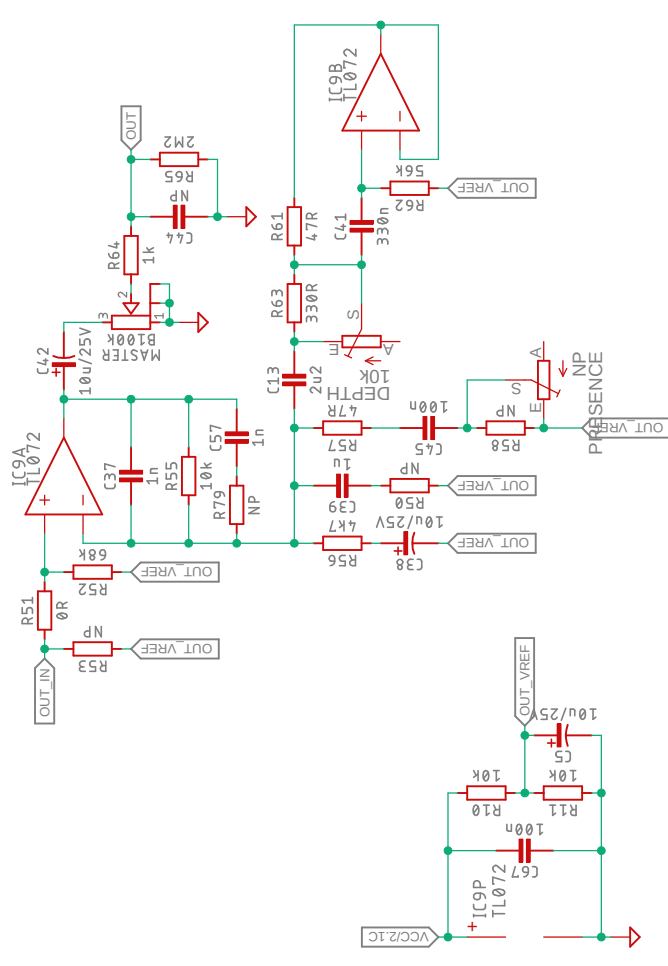 IC9B
TL072
+
−
OUT
2M2
R65
NP
C44
56k
R62
OUT_VREF
R61
47R
C41
330n
R64
1k
R63
330R
3
2
1
B100k
MASTER
S
E
A
10k
DEPTH
C42
+
10u/25V
C13
2u2
IC9A
TL072
+
−
C37
1n
R55
10k
C57
1n
R79
NP
47R
R57
100n
C45
NP
R58
S
A
E
NP
PRESENCE
OUT_VREF
1u
C39
NP
R50
OUT_VREF
4k7
R56
10u/25V
+
C38
OUT_VREF
68k
R52
OUT_VREF
R51
0R
NP
R53
OUT_VREF
OUT_IN
OUT_VREF
10u/25V
+
C5
10k
R10
10k
R11
100n
C67
IC9P
TL072
+
VCC/2.1C